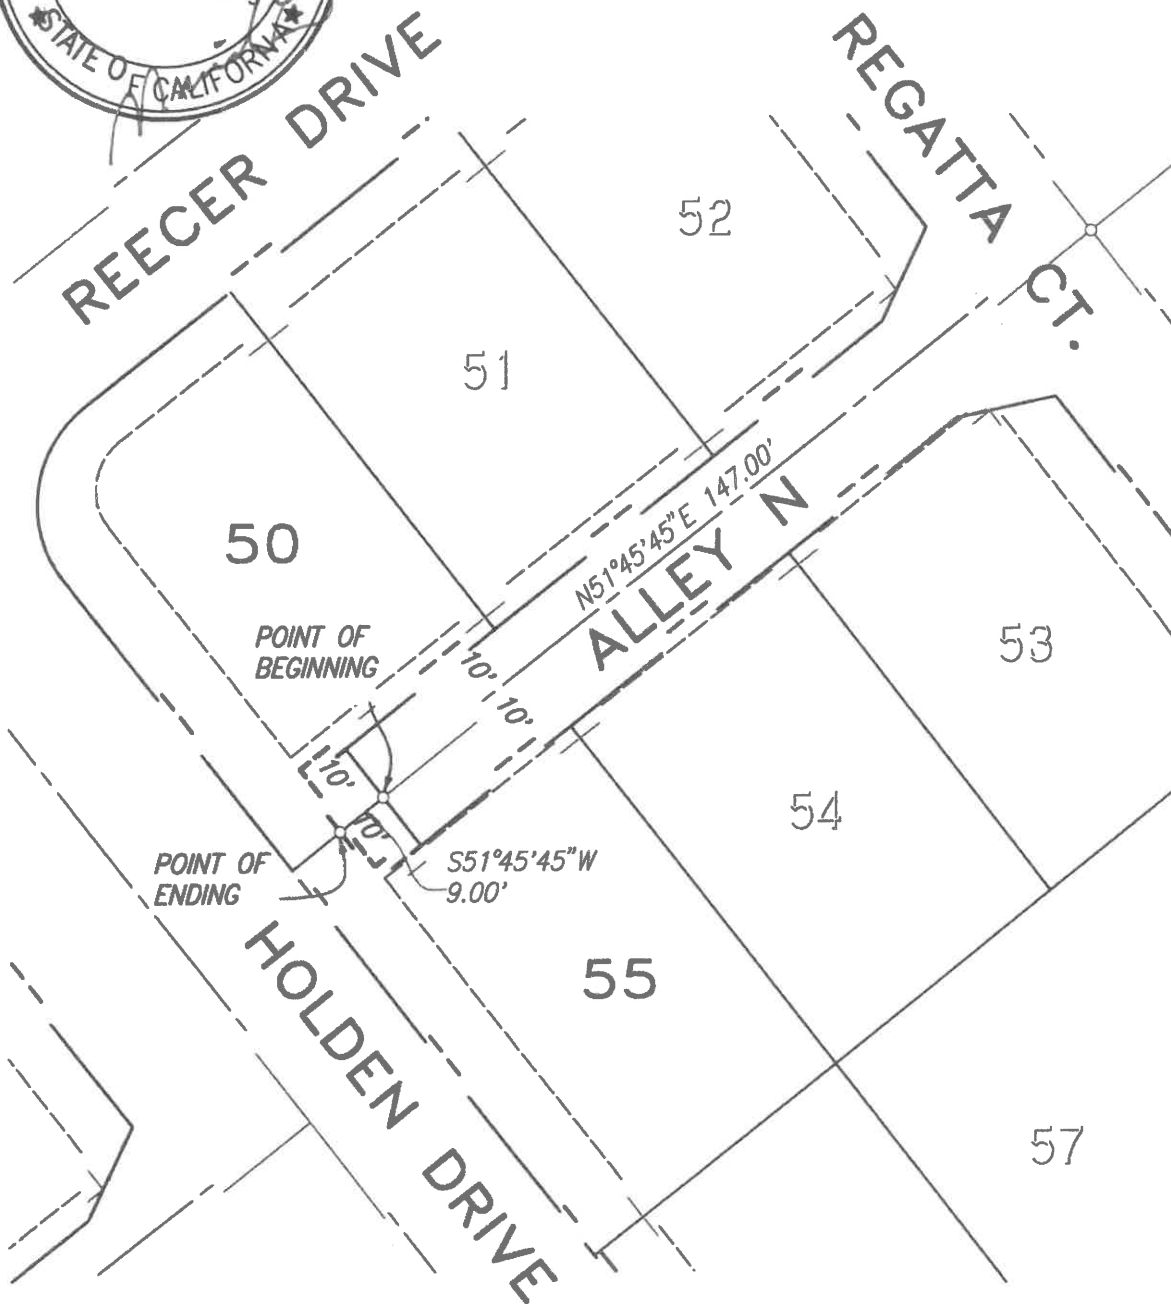 STATE OF CALIFORNIA
REECER DRIVE
REGATTA CT.
52
51
50
N51°45'45"E 147.00'
ALLEY N
53
POINT OF
BEGINNING
10'
10'
10'
10'
54
POINT OF
ENDING
S51°45'45"W
9.00'
55
HOLDEN DRIVE
57